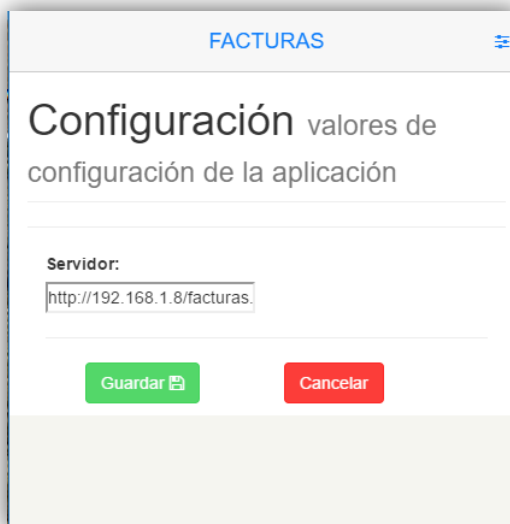 FACTURAS
Configuración valores de
configuración de la aplicación
Servidor:
http://192.168.1.8/facturas.
Guardar
Cancelar